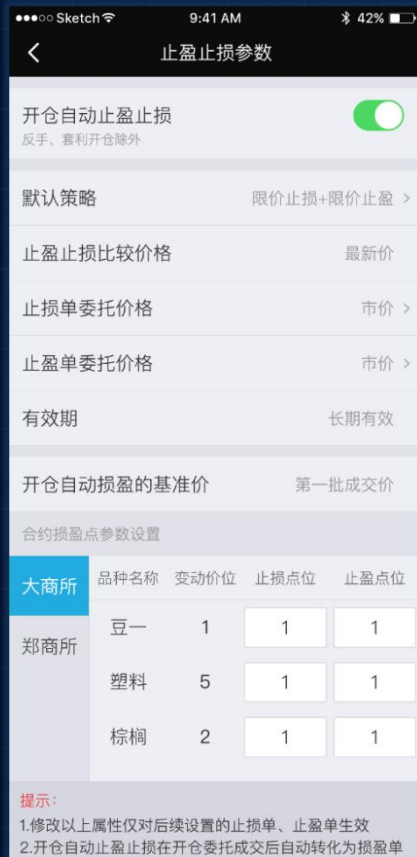 Sketch 9:41 AM 42%
止盈止损参数
开仓自动止盈止损
反手、套利开仓除外
默认策略 限价止损+限价止盈 >
止盈止损比较价格 最新价
止损单委托价格 市价 >
止盈单委托价格 市价 >
有效期 长期有效
开仓自动损盈的基准价 第一批成交价
合约损盈点参数设置
大商所 品种名称 变动价位 止损点位 止盈点位
豆一 1 1 1
郑商所
塑料 5 1 1
棕榈 2 1 1
提示:
1.修改以上属性仅对后续设置的止损单、止盈单生效
2.开仓自动止盈止损在开仓委托成交后自动转化为损盈单